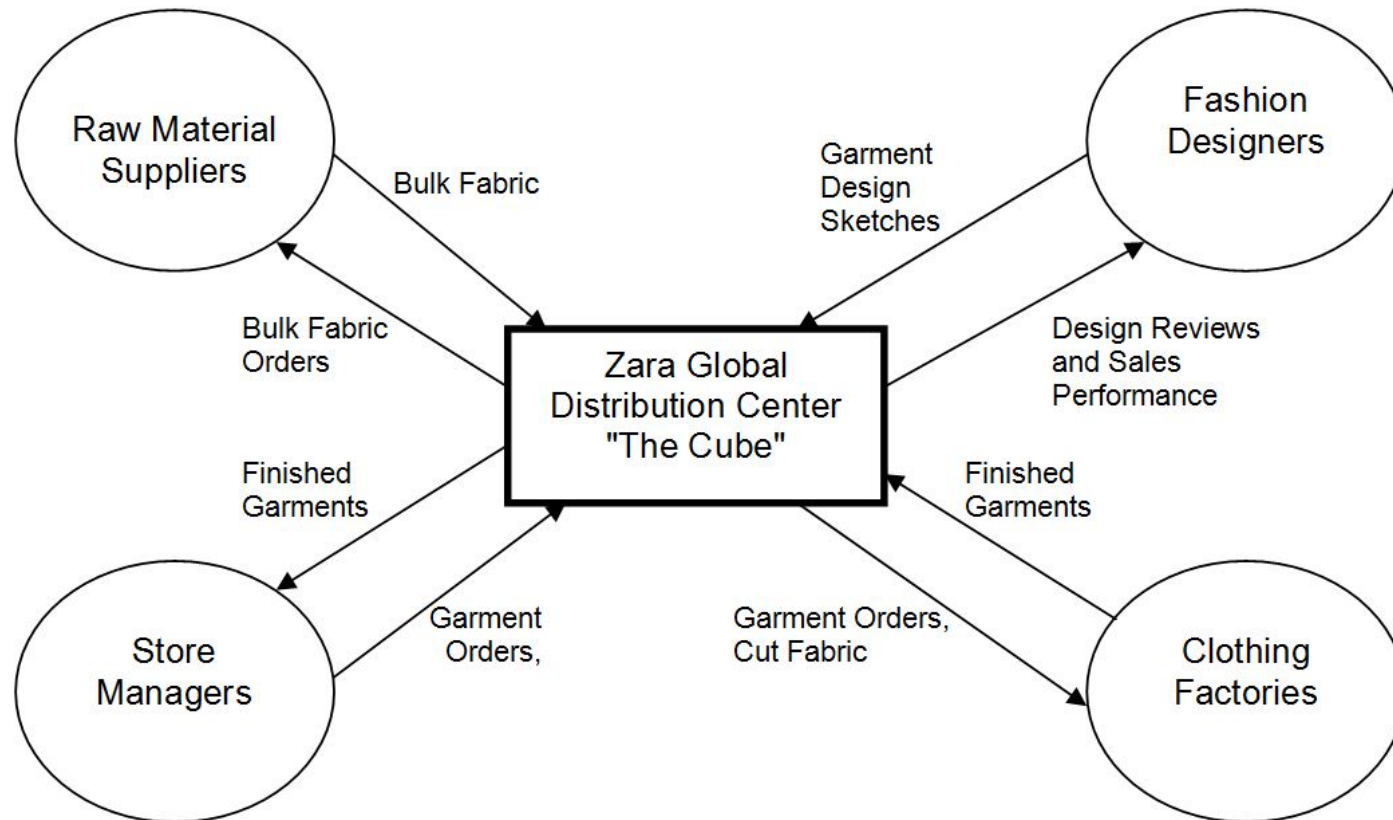 Raw Material
Suppliers
Fashion
Designers
Bulk Fabric
Garment
Design
Sketches
Bulk Fabric
Orders
Zara Global
Distribution Center
"The Cube"
Design Reviews
and Sales
Performance
Finished
Garments
Finished
Garments
Garment
Orders,
Garment Orders,
Cut Fabric
Store
Managers
Clothing
Factories